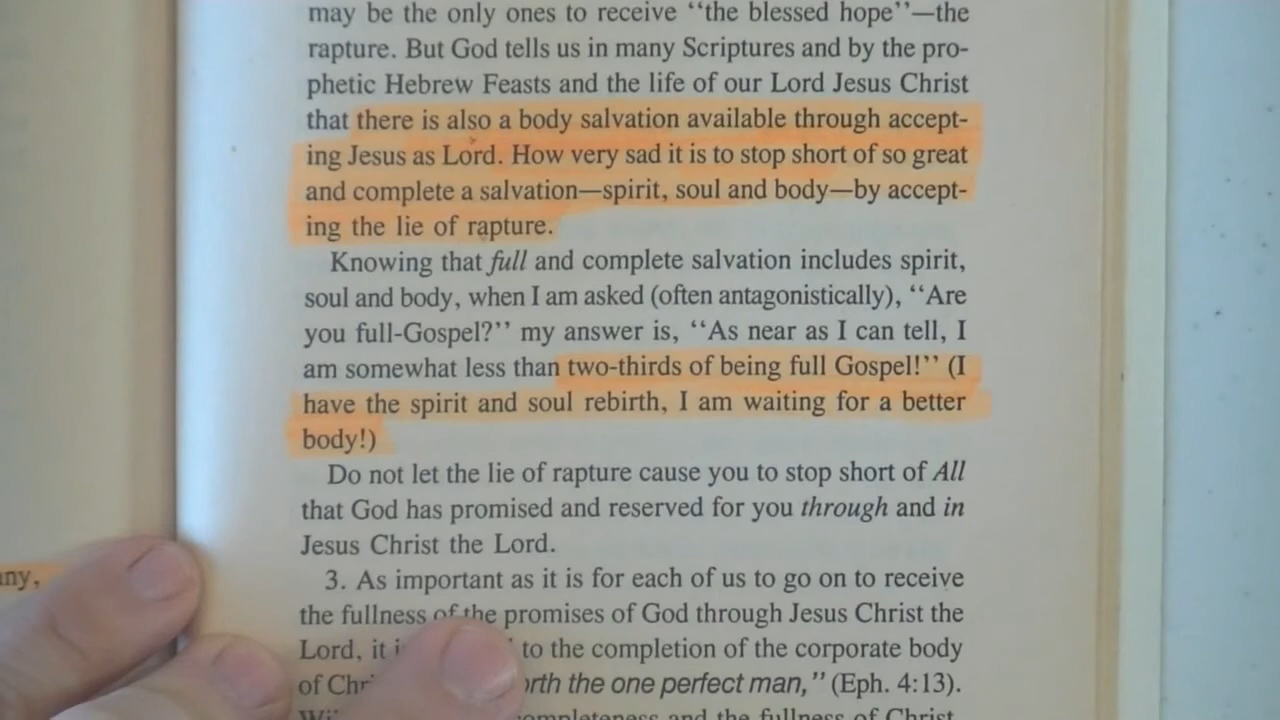 may be the only ones to receive ‘‘the blessed hope’’—the
rapture. But God tells us in many Scriptures and by the pro-
phetic Hebrew Feasts and the life of our Lord Jesus Christ
that there is also a body salvation available through accept-
ing Jesus as Lord. How very sad it is to stop short of so great
and complete a salvation—spirit, soul and body—by accept-
ing the lie of rapture.
Knowing that full and complete salvation includes spirit,
soul and body, when I am asked (often antagonistically), ‘‘Are
you full-Gospel?’’ my answer is, ‘‘As near as I can tell, I
am somewhat less than two-thirds of being full Gospel!’’ (I
have the spirit and soul rebirth, I am waiting for a better
body!)
Do not let the lie of rapture cause you to stop short of All
that God has promised and reserved for you through and in
Jesus Christ the Lord.
3. As important as it is for each of us to go on to receive
the fullness of the promises of God through Jesus Christ the
Lord, it to the completion of the corporate body
of the one perfect man,’’ (Eph. 4:13).
and the fullness of Christ